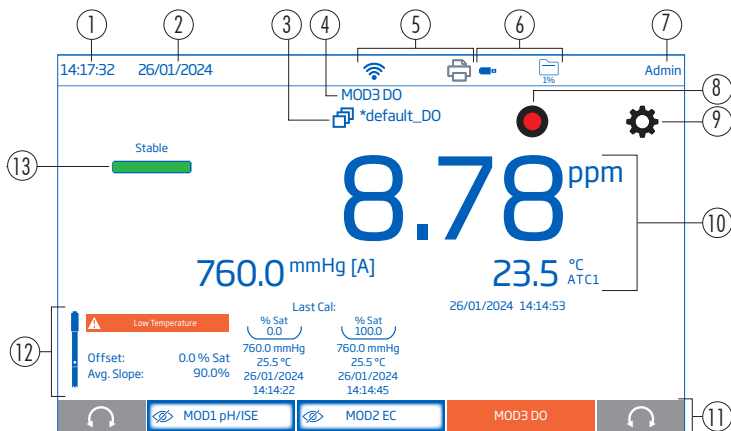 1 2 3 4 5 6 7
14:17:32 26/01/2024 1% Admin
MOD3 DO
8
*default_DO
9
Stable
13
8.78 ppm
10
760.0 mmHg [A] 23.5 °C
ATC1
Last Cal: 26/01/2024 14:14:53
12
Low Temperature
% Sat % Sat
0.0 100.0
760.0 mmHg 760.0 mmHg
Offset: 0.0 % Sat 25.5 °C 25.5 °C
Avg. Slope: 90.0% 26/01/2024 26/01/2024
14:14:22 14:14:45
MOD1 pH/ISE MOD2 EC MOD3 DO
11